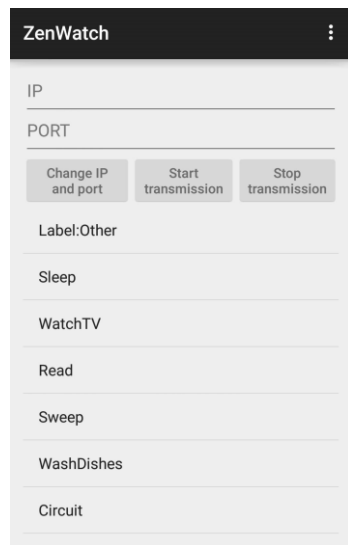 ZenWatch
IP
PORT
Change IP
and port
Start
transmission
Stop
transmission
Label:Other
Sleep
WatchTV
Read
Sweep
WashDishes
Circuit